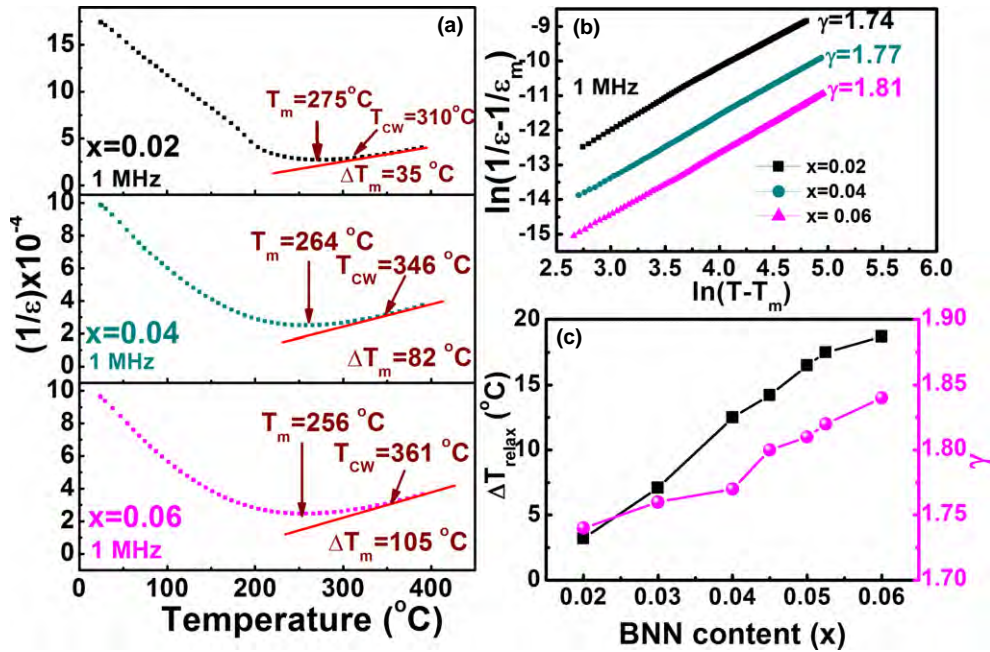 (a)
15
10
5
0
T_m=275°C
T_CW=310°C
x=0.02
1 MHz
ΔT_m=35 °C
10
8
6
4
2
0
T_m=264 °C
T_CW=346 °C
x=0.04
1 MHz
ΔT_m=82 °C
10
8
6
4
2
0
T_m=256 °C
T_CW=361 °C
x=0.06
1 MHz
ΔT_m=105 °C
(1/ε)x10⁻⁴
0 50 100 150 200 250 300 350 400 450
Temperature (°C)
(b)
-9
-10
-11
-12
-13
-14
-15
γ=1.74
γ=1.77
γ=1.81
1 MHz
x=0.02
x=0.04
x= 0.06
ln(1/ε-1/ε_m)
2.5 3.0 3.5 4.0 4.5 5.0 5.5 6.0
ln(T-T_m)
(c)
20
15
10
5
0
ΔT_relax (°C)
1.90
1.85
1.80
1.75
1.70
γ
0.02 0.03 0.04 0.05 0.06
BNN content (x)